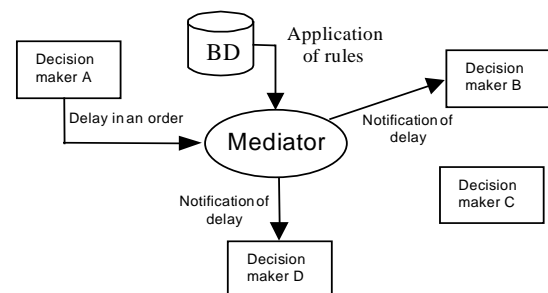 Decision
maker A
BD
Application
of rules
Decision
maker B
Delay in an order
Mediator
Notification of
delay
Decision
maker C
Notification of
delay
Decision
maker D